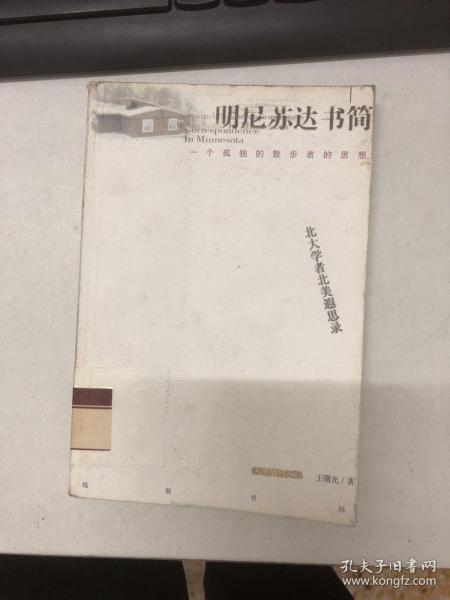 明尼苏达书简
Correspondence
In Minnesota
一个孤独的散步者的思想
北大学者北美遐思录
王曙光/著
线装书局
孔夫子旧书网
www.kongfz.com